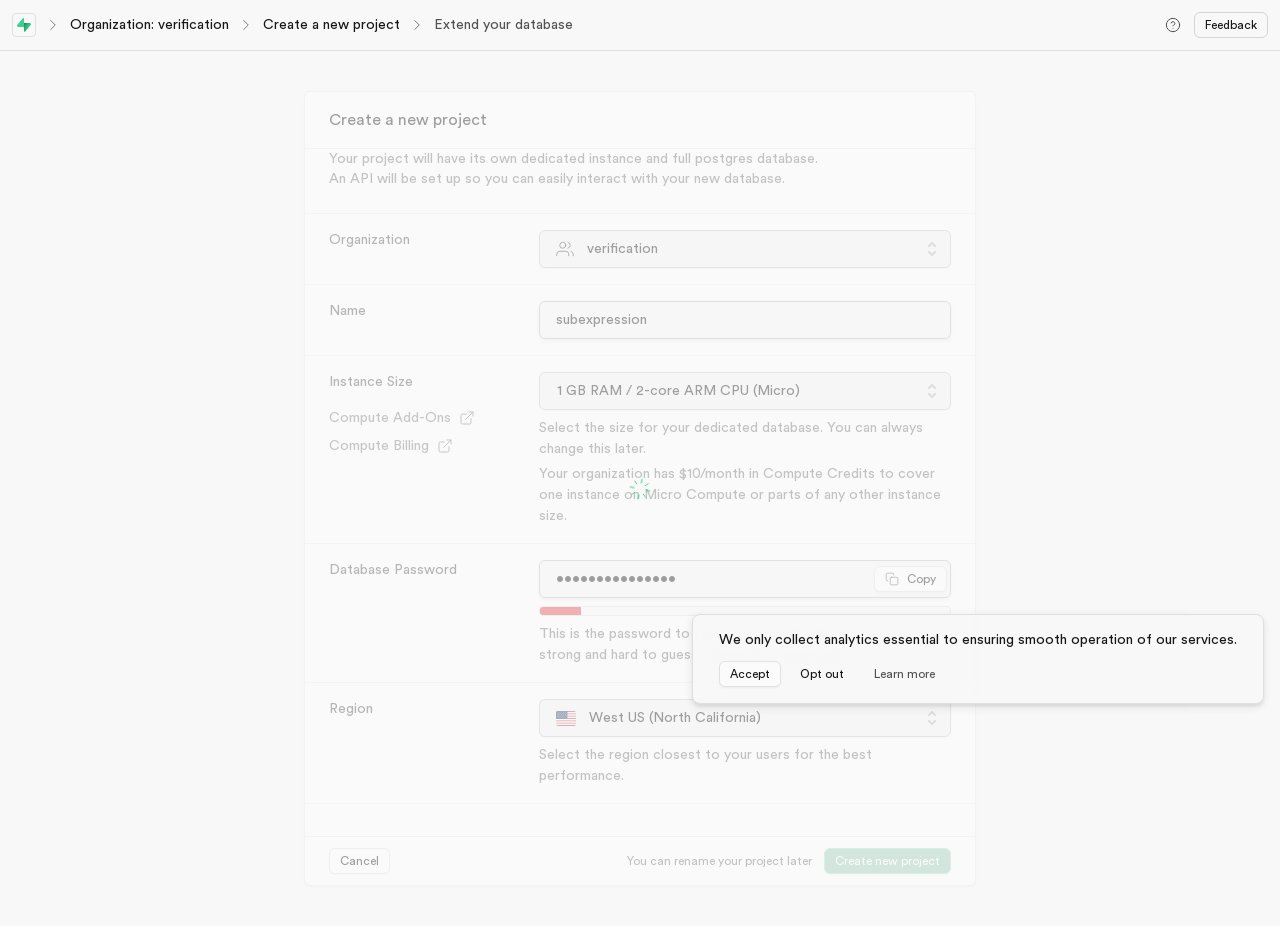 Organization: verification
Create a new project
Extend your database
Feedback
Create a new project
Your project will have its own dedicated instance and full postgres database.
An API will be set up so you can easily interact with your new database.
Organization
verification
Name
subexpression
Instance Size
1 GB RAM / 2-core ARM CPU (Micro)
Compute Add-Ons
Compute Billing
Select the size for your dedicated database. You can always
change this later.
Your organization has $10/month in Compute Credits to cover
one instance of Micro Compute or parts of any other instance
size.
Database Password
•••••••••••••••
Copy
This is the password to
strong and hard to gues
We only collect analytics essential to ensuring smooth operation of our services.
Accept
Opt out
Learn more
Region
West US (North California)
Select the region closest to your users for the best
performance.
Cancel
You can rename your project later
Create new project